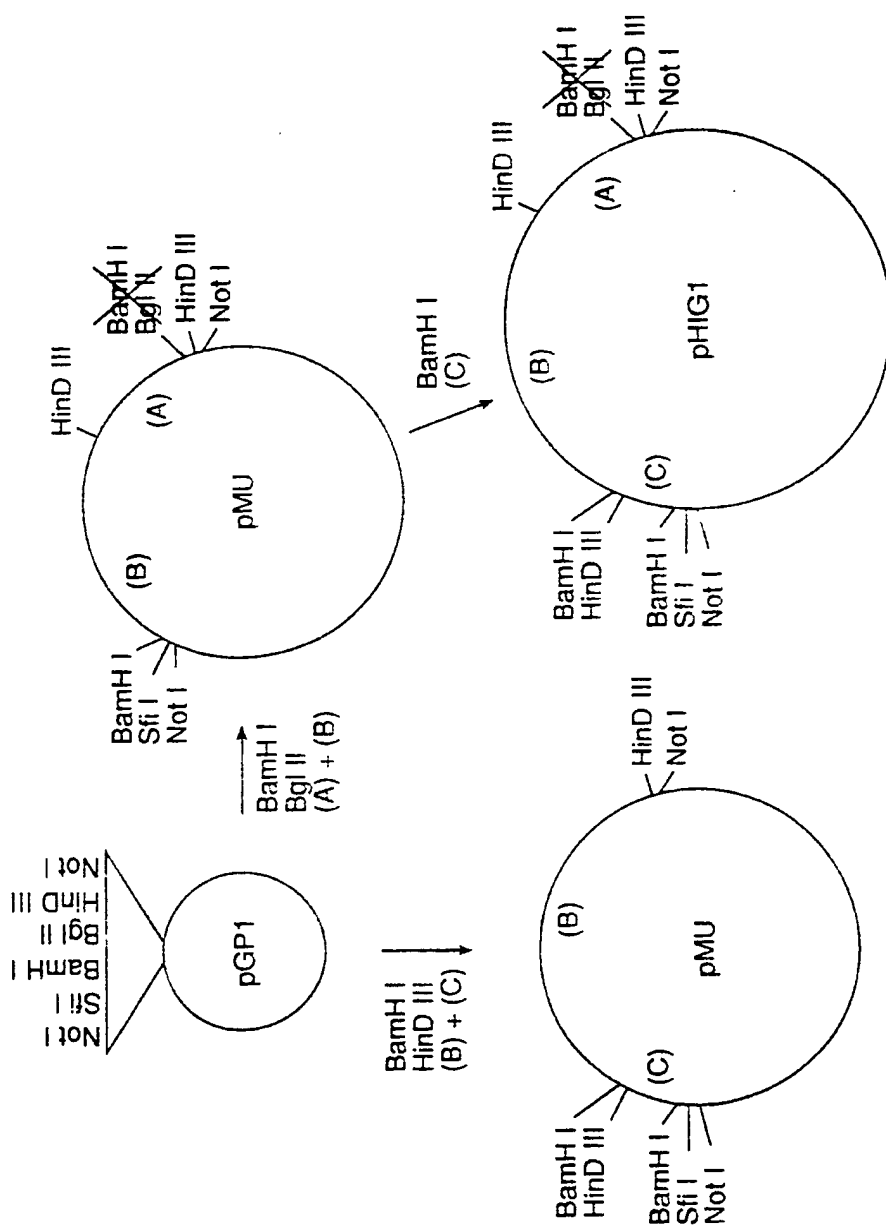 Not I
Sfi I
BamH I
Bgl II
HinD III
Not I
pGP1
BamH I
Bgl II
(A) + (B)
BamH I
Sfi I
Not I
(B)
HinD III
(A)
BamH I
Bgl II
HinD III
Not I
pMU
BamH I
HinD III
(B) + (C)
BamH I
(C)
BamH I
HinD III
BamH I
Sfi I
Not I
(C)
(B)
HinD III
Not I
pMU
BamH I
HinD III
BamH I
Sfi I
Not I
(C)
(B)
HinD III
(A)
BamH I
Bgl II
HinD III
Not I
pHIG1